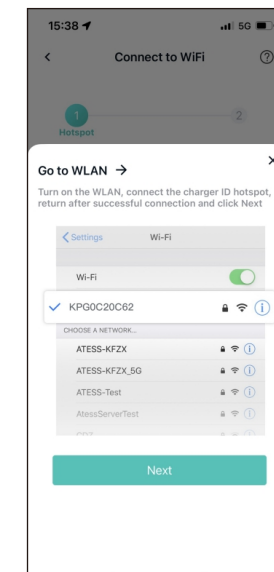 15:38
5G
Connect to WiFi
1
2
Hotspot
Go to WLAN →
Turn on the WLAN, connect the charger ID hotspot,
return after successful connection and click Next
Settings
Wi-Fi
Wi-Fi
KPG0C20C62
CHOOSE A NETWORK...
ATESS-KFZX
ATESS-KFZX_5G
ATESS-Test
AtessServerTest
Next